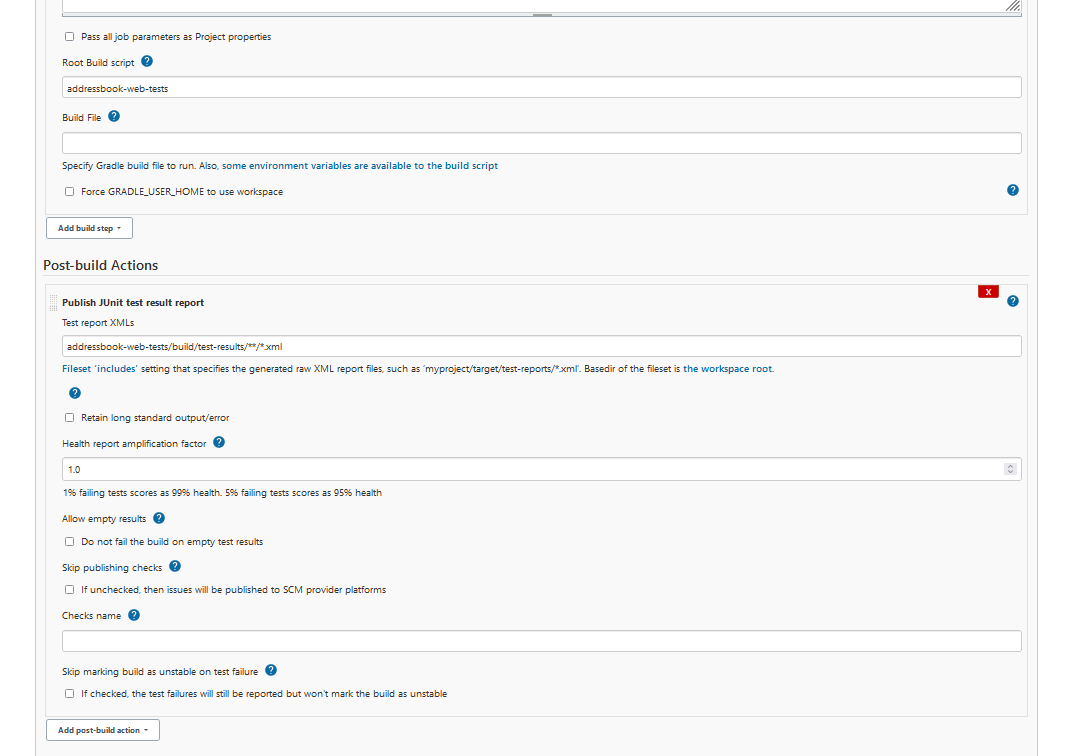 Pass all job parameters as Project properties
Root Build script ?
addressbook-web-tests
Build File ?
Specify Gradle build file to run. Also, some environment variables are available to the build script
Force GRADLE_USER_HOME to use workspace ?
Add build step
Post-build Actions
X
Publish JUnit test result report ?
Test report XMLs
addressbook-web-tests/build/test-results/**/*.xml
Fileset 'includes' setting that specifies the generated raw XML report files, such as 'myproject/target/test-reports/*.xml'. Basedir of the fileset is the workspace root.
?
Retain long standard output/error
Health report amplification factor ?
1.0
1% failing tests scores as 99% health. 5% failing tests scores as 95% health
Allow empty results ?
Do not fail the build on empty test results
Skip publishing checks ?
If unchecked, then issues will be published to SCM provider platforms
Checks name ?
Skip marking build as unstable on test failure ?
If checked, the test failures will still be reported but won't mark the build as unstable
Add post-build action